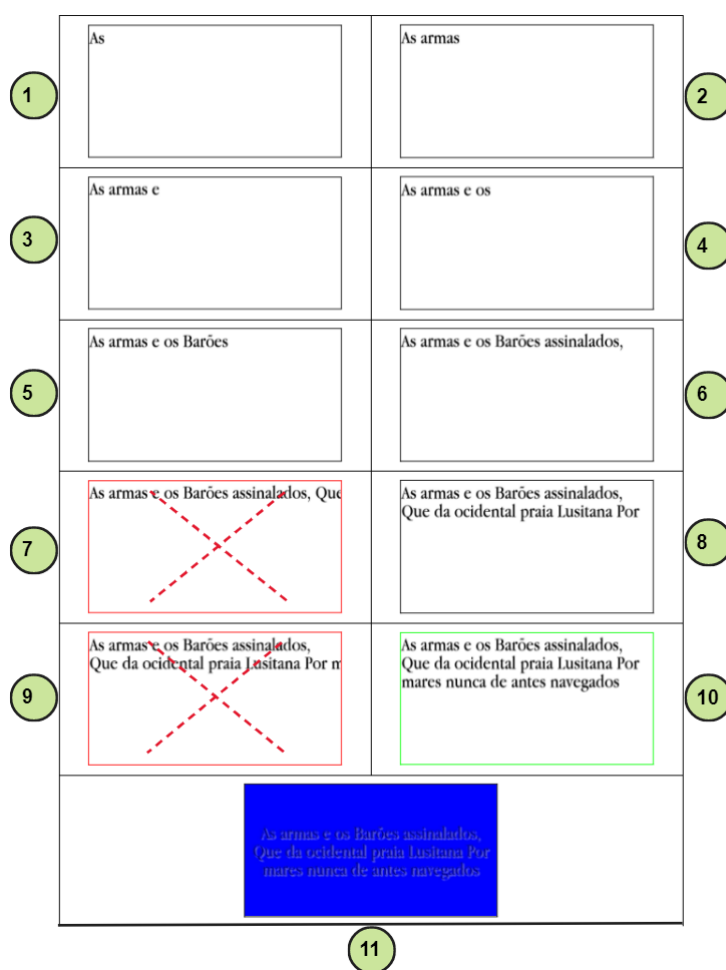 1
As
As armas
2
3
As armas e
As armas e os
4
5
As armas e os Barões
As armas e os Barões assinalados,
6
7
As armas e os Barões assinalados, Que
As armas e os Barões assinalados,
Que da ocidental praia Lusitana Por
8
9
As armas e os Barões assinalados,
Que da ocidental praia Lusitana Por m
As armas e os Barões assinalados,
Que da ocidental praia Lusitana Por
mares nunca de antes navegados
10
As armas e os Barões assinalados,
Que da ocidental praia Lusitana Por
mares nunca de antes navegados
11